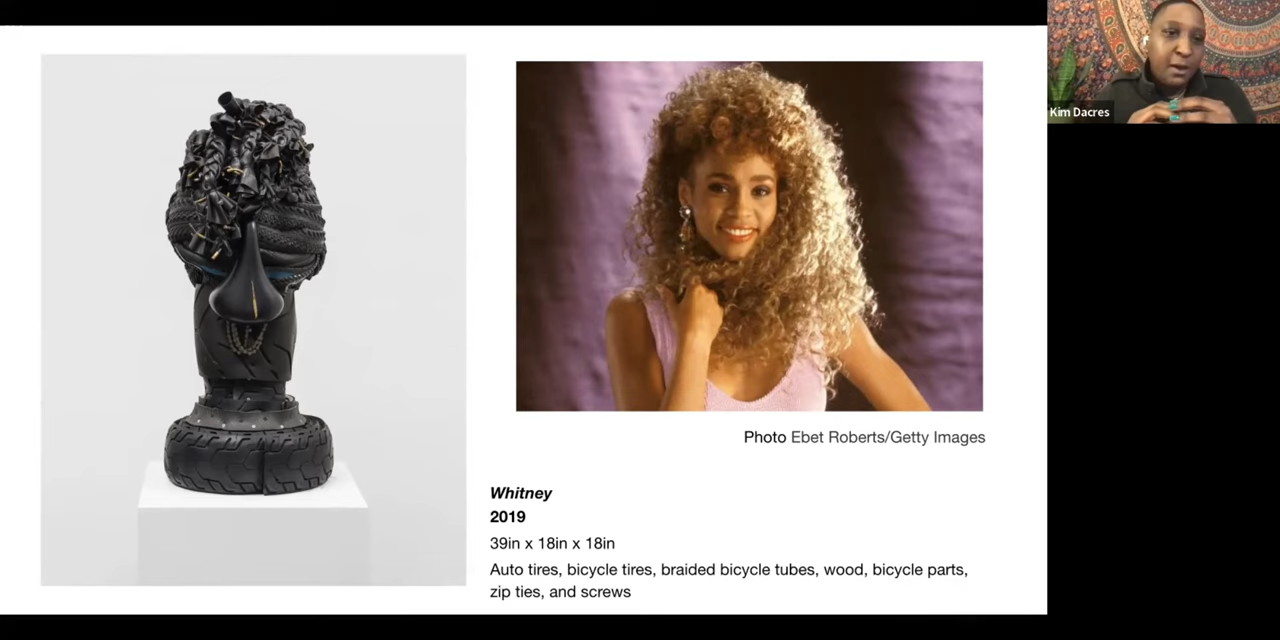 Kim Dacres
Photo Ebet Roberts/Getty Images
Whitney
2019
39in x 18in x 18in
Auto tires, bicycle tires, braided bicycle tubes, wood, bicycle parts,
zip ties, and screws